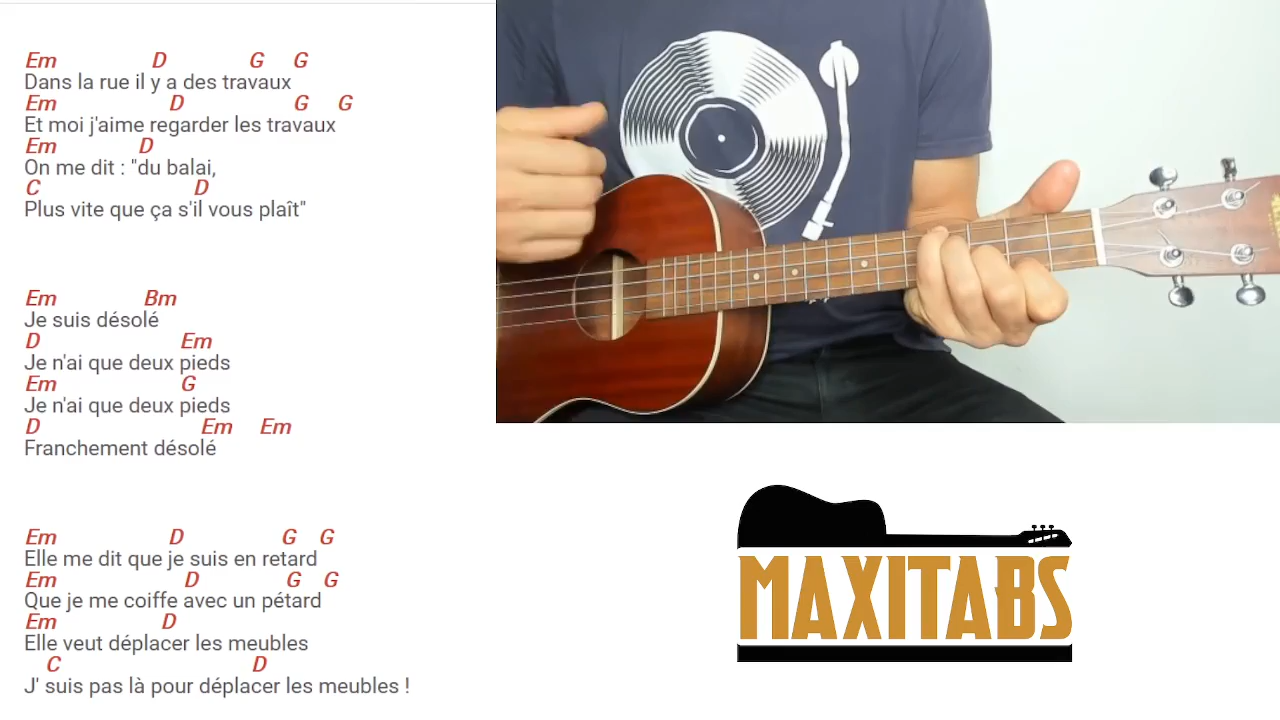 Em D G G
Dans la rue il y a des travaux
Em D G G
Et moi j'aime regarder les travaux
Em D
On me dit : "du balai,
C D
Plus vite que ça s'il vous plaît"
Em Bm
Je suis désolé
D Em
Je n'ai que deux pieds
Em G
Je n'ai que deux pieds
D Em Em
Franchement désolé
Em D G G
Elle me dit que je suis en retard
Em D G G
Que je me coiffe avec un pétard
Em D
Elle veut déplacer les meubles
C D
J' suis pas là pour déplacer les meubles !
MAXITABS